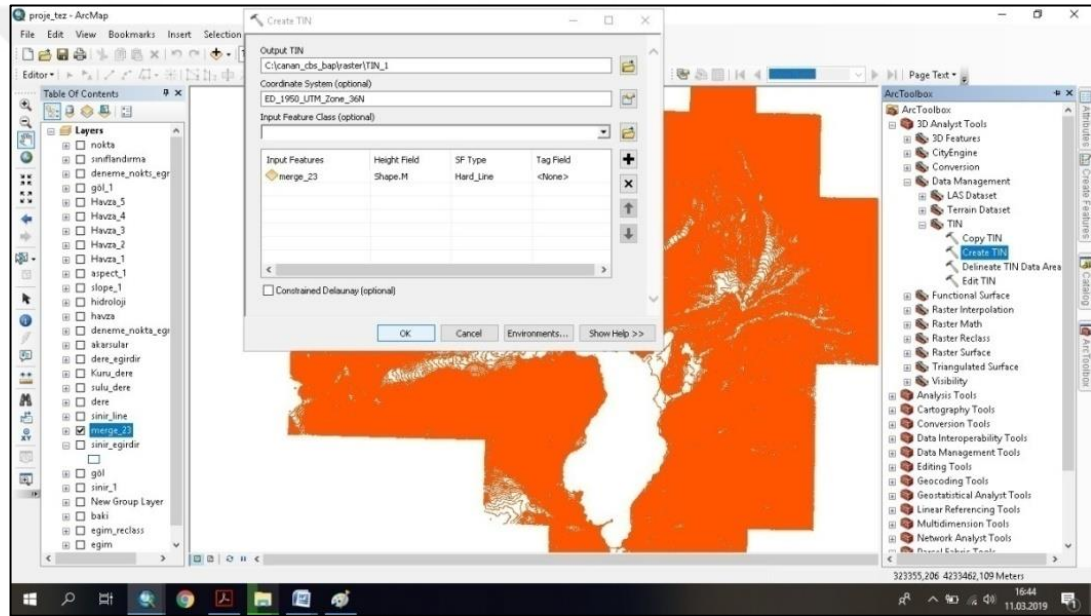 proje_tez - ArcMap
File Edit View Bookmarks Insert Selection
Editor
Page Text
Table Of Contents
Layers
nokta
sınıflandırma
deneme_nokts_egr
göl_1
Havza_5
Havza_4
Havza_3
Havza_2
Havza_1
aspect_1
slope_1
hidroloji
havza
deneme_nokta_egr
akarsular
dere_egirdir
Kuru_dere
sulu_dere
dere
sinir_line
merge_23
sinir_egirdir
göl
sinir_1
New Group Layer
baki
egim_reclass
egim
Create TIN
Output TIN
C:\canan_cbs_bap\raster\TIN_1
Coordinate System (optional)
ED_1950_UTM_Zone_36N
Input Feature Class (optional)
Input Features Height Field SF Type Tag Field
merge_23 Shape.M Hard_Line <None>
Constrained Delaunay (optional)
OK Cancel Environments... Show Help >>
ArcToolbox
ArcToolbox
3D Analyst Tools
3D Features
CityEngine
Conversion
Data Management
LAS Dataset
Terrain Dataset
TIN
Copy TIN
Create TIN
Delineate TIN Data Area
Edit TIN
Functional Surface
Raster Interpolation
Raster Math
Raster Reclass
Raster Surface
Triangulated Surface
Visibility
Analysis Tools
Cartography Tools
Conversion Tools
Data Interoperability Tools
Data Management Tools
Editing Tools
Geocoding Tools
Geostatistical Analyst Tools
Linear Referencing Tools
Multidimension Tools
Network Analyst Tools
Parcel Fabric Tools
Attributes
Create Features
Catalog
ArcToolbox
323355,206 4233462,109 Meters
16:44
11.03.2019